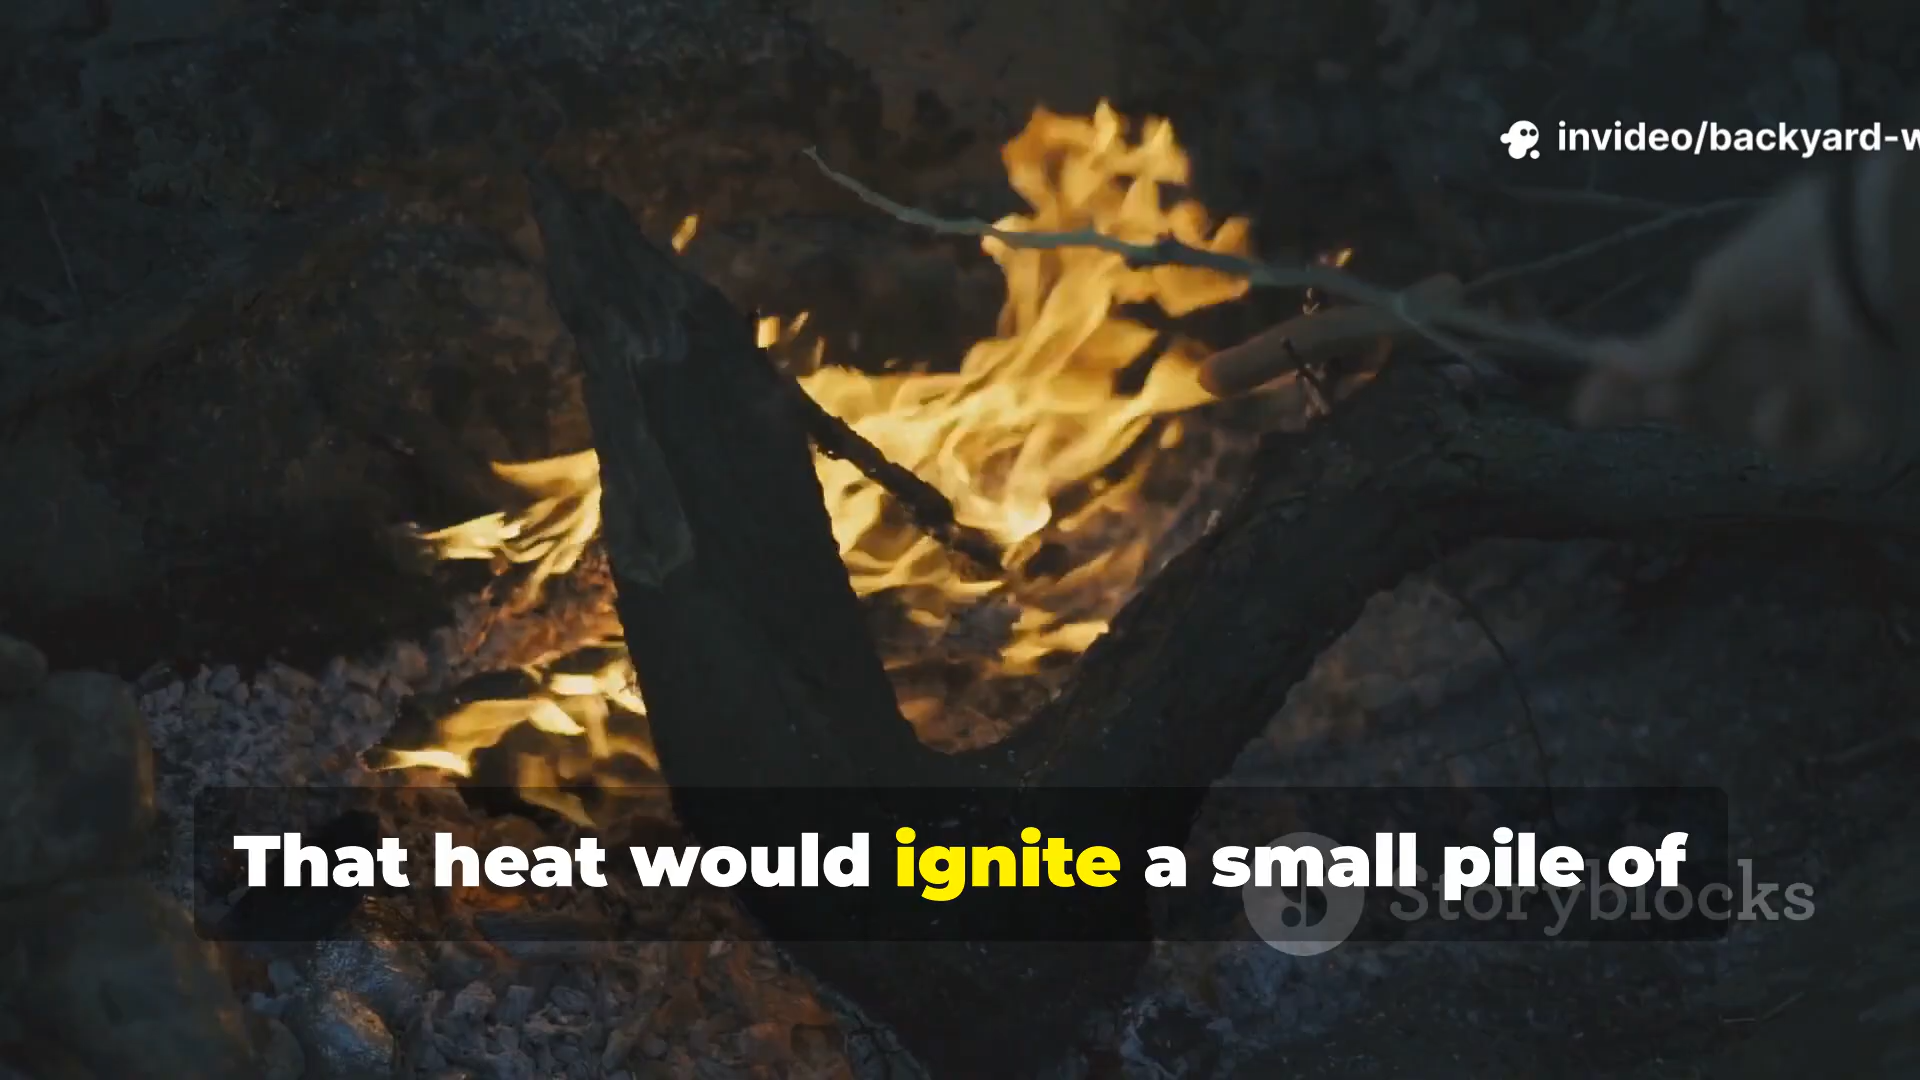 invideo/backyard-w
That heat would ignite a small pile of
Storyblocks